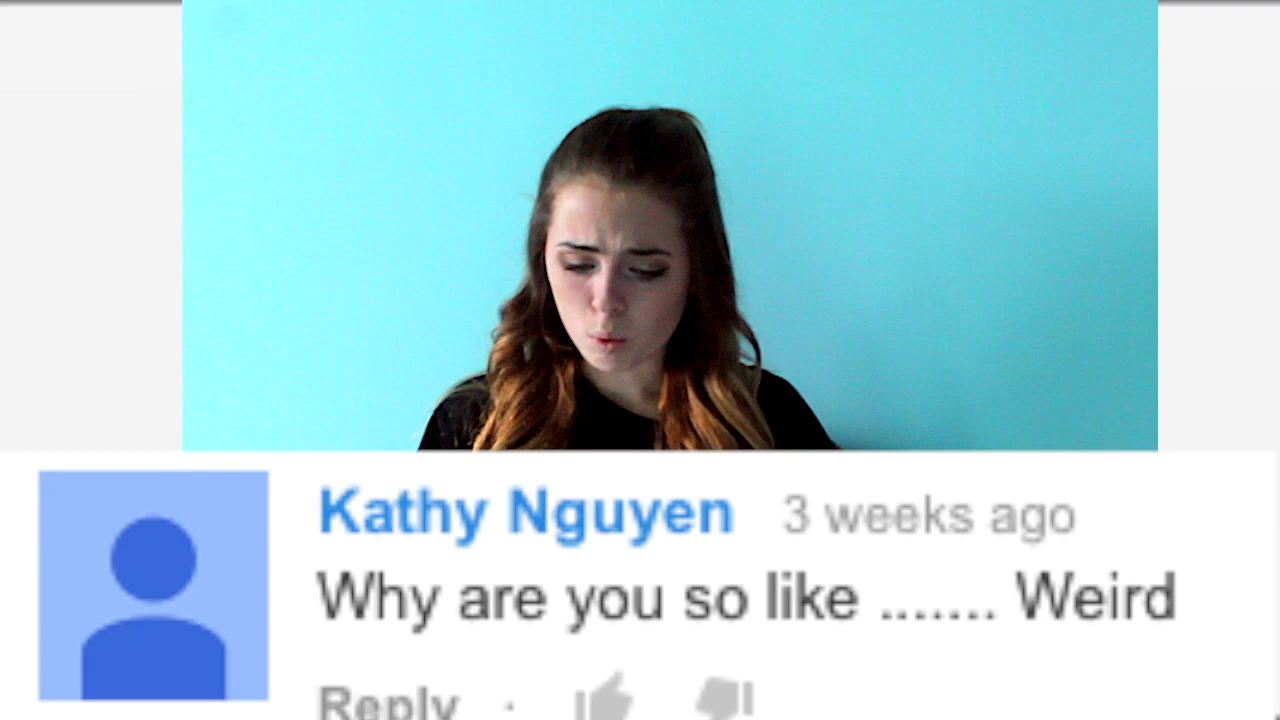 Kathy Nguyen 3 weeks ago
Why are you so like ....... Weird
Reply ·